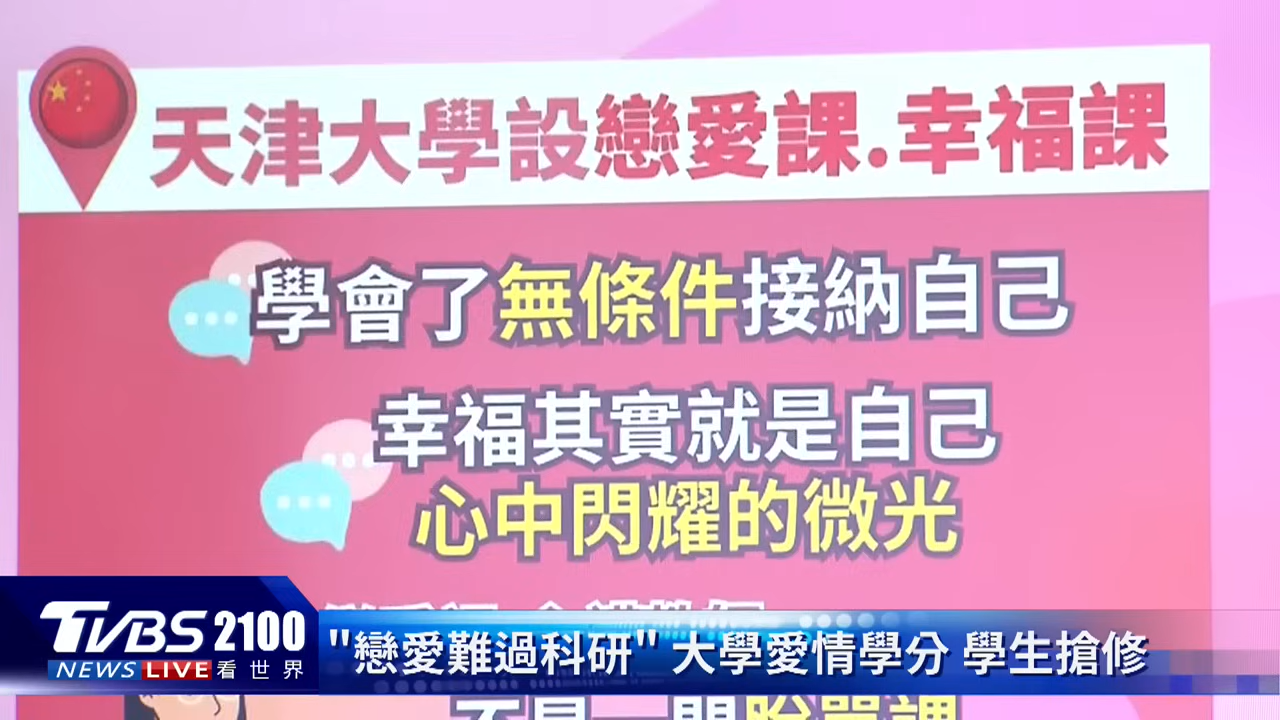 天津大學設戀愛課.幸福課
學會了無條件接納自己
幸福其實就是自己
心中閃耀的微光
TVBS 2100
NEWS LIVE 看世界
"戀愛難過科研" 大學愛情學分 學生搶修